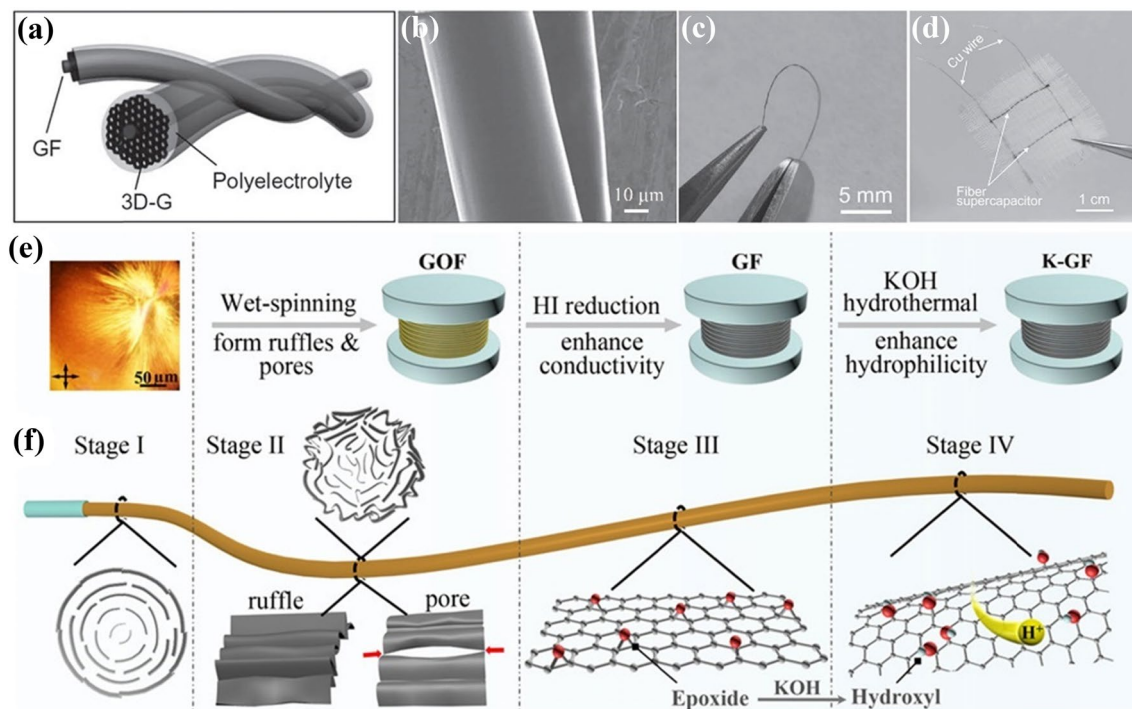 (a)
GF
3D-G
Polyelectrolyte
(b)
10 µm
(c)
5 mm
(d)
Cu wire
Fiber
supercapacitor
1 cm
(e)
50 µm
Wet-spinning
form ruffles &
pores
GOF
HI reduction
enhance
conductivity
GF
KOH
hydrothermal
enhance
hydrophilicity
K-GF
(f)
Stage I
Stage II
Stage III
Stage IV
ruffle
pore
H+
Epoxide
KOH
Hydroxyl